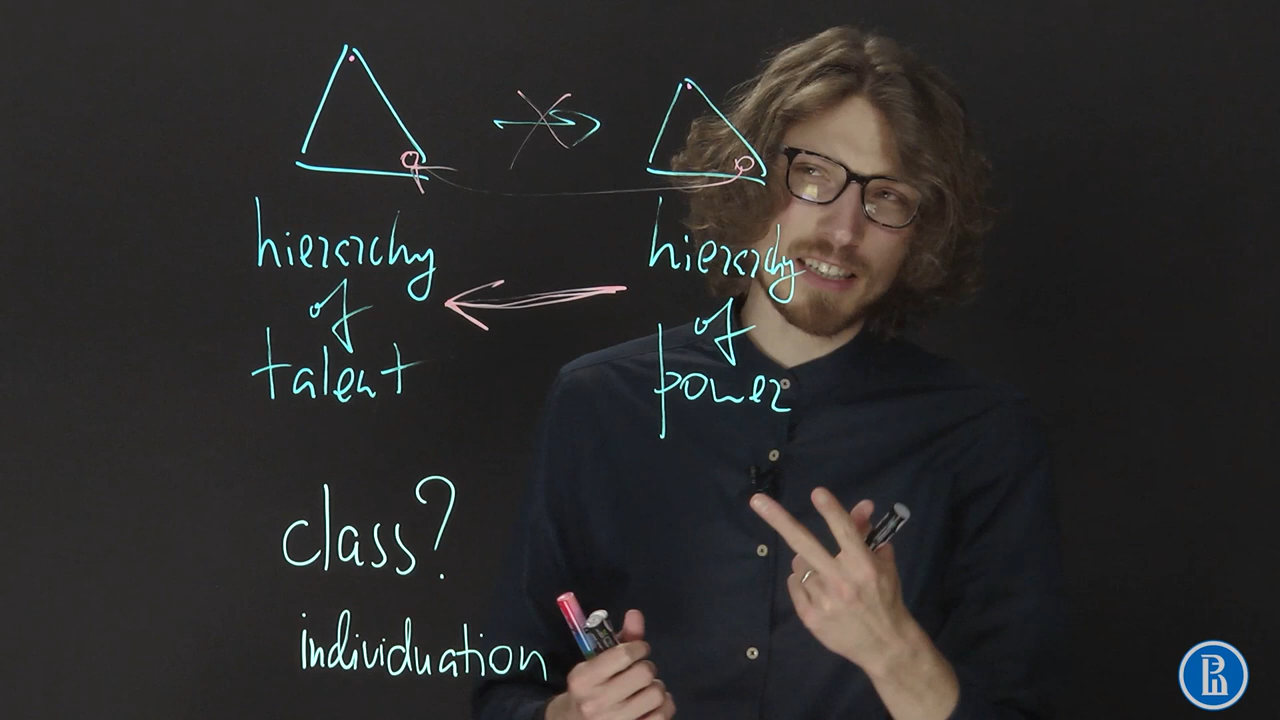 hierarchy
of
talent
hierarchy
of
power
class?
individuation